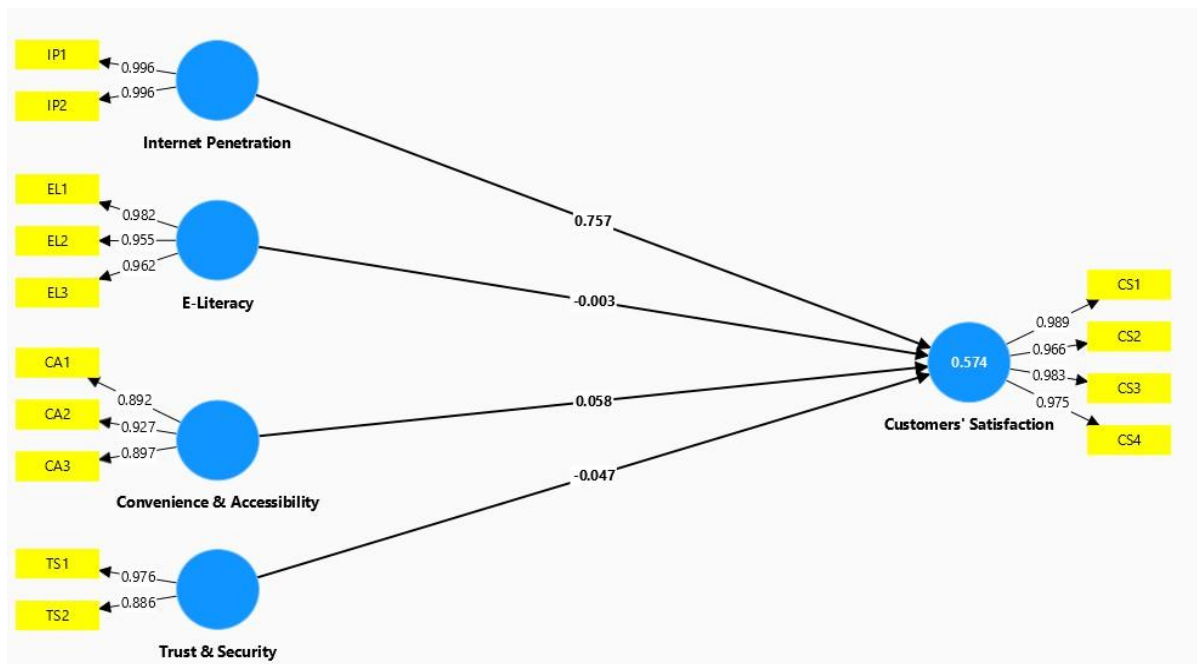 IP1
0.996
IP2
0.996
Internet Penetration
0.757
EL1
0.982
EL2
0.955
EL3
0.962
E-Literacy
-0.003
CA1
0.892
CA2
0.927
CA3
0.897
Convenience & Accessibility
0.058
TS1
0.976
TS2
0.886
Trust & Security
-0.047
0.574
Customers' Satisfaction
CS1
0.989
CS2
0.966
CS3
0.983
CS4
0.975